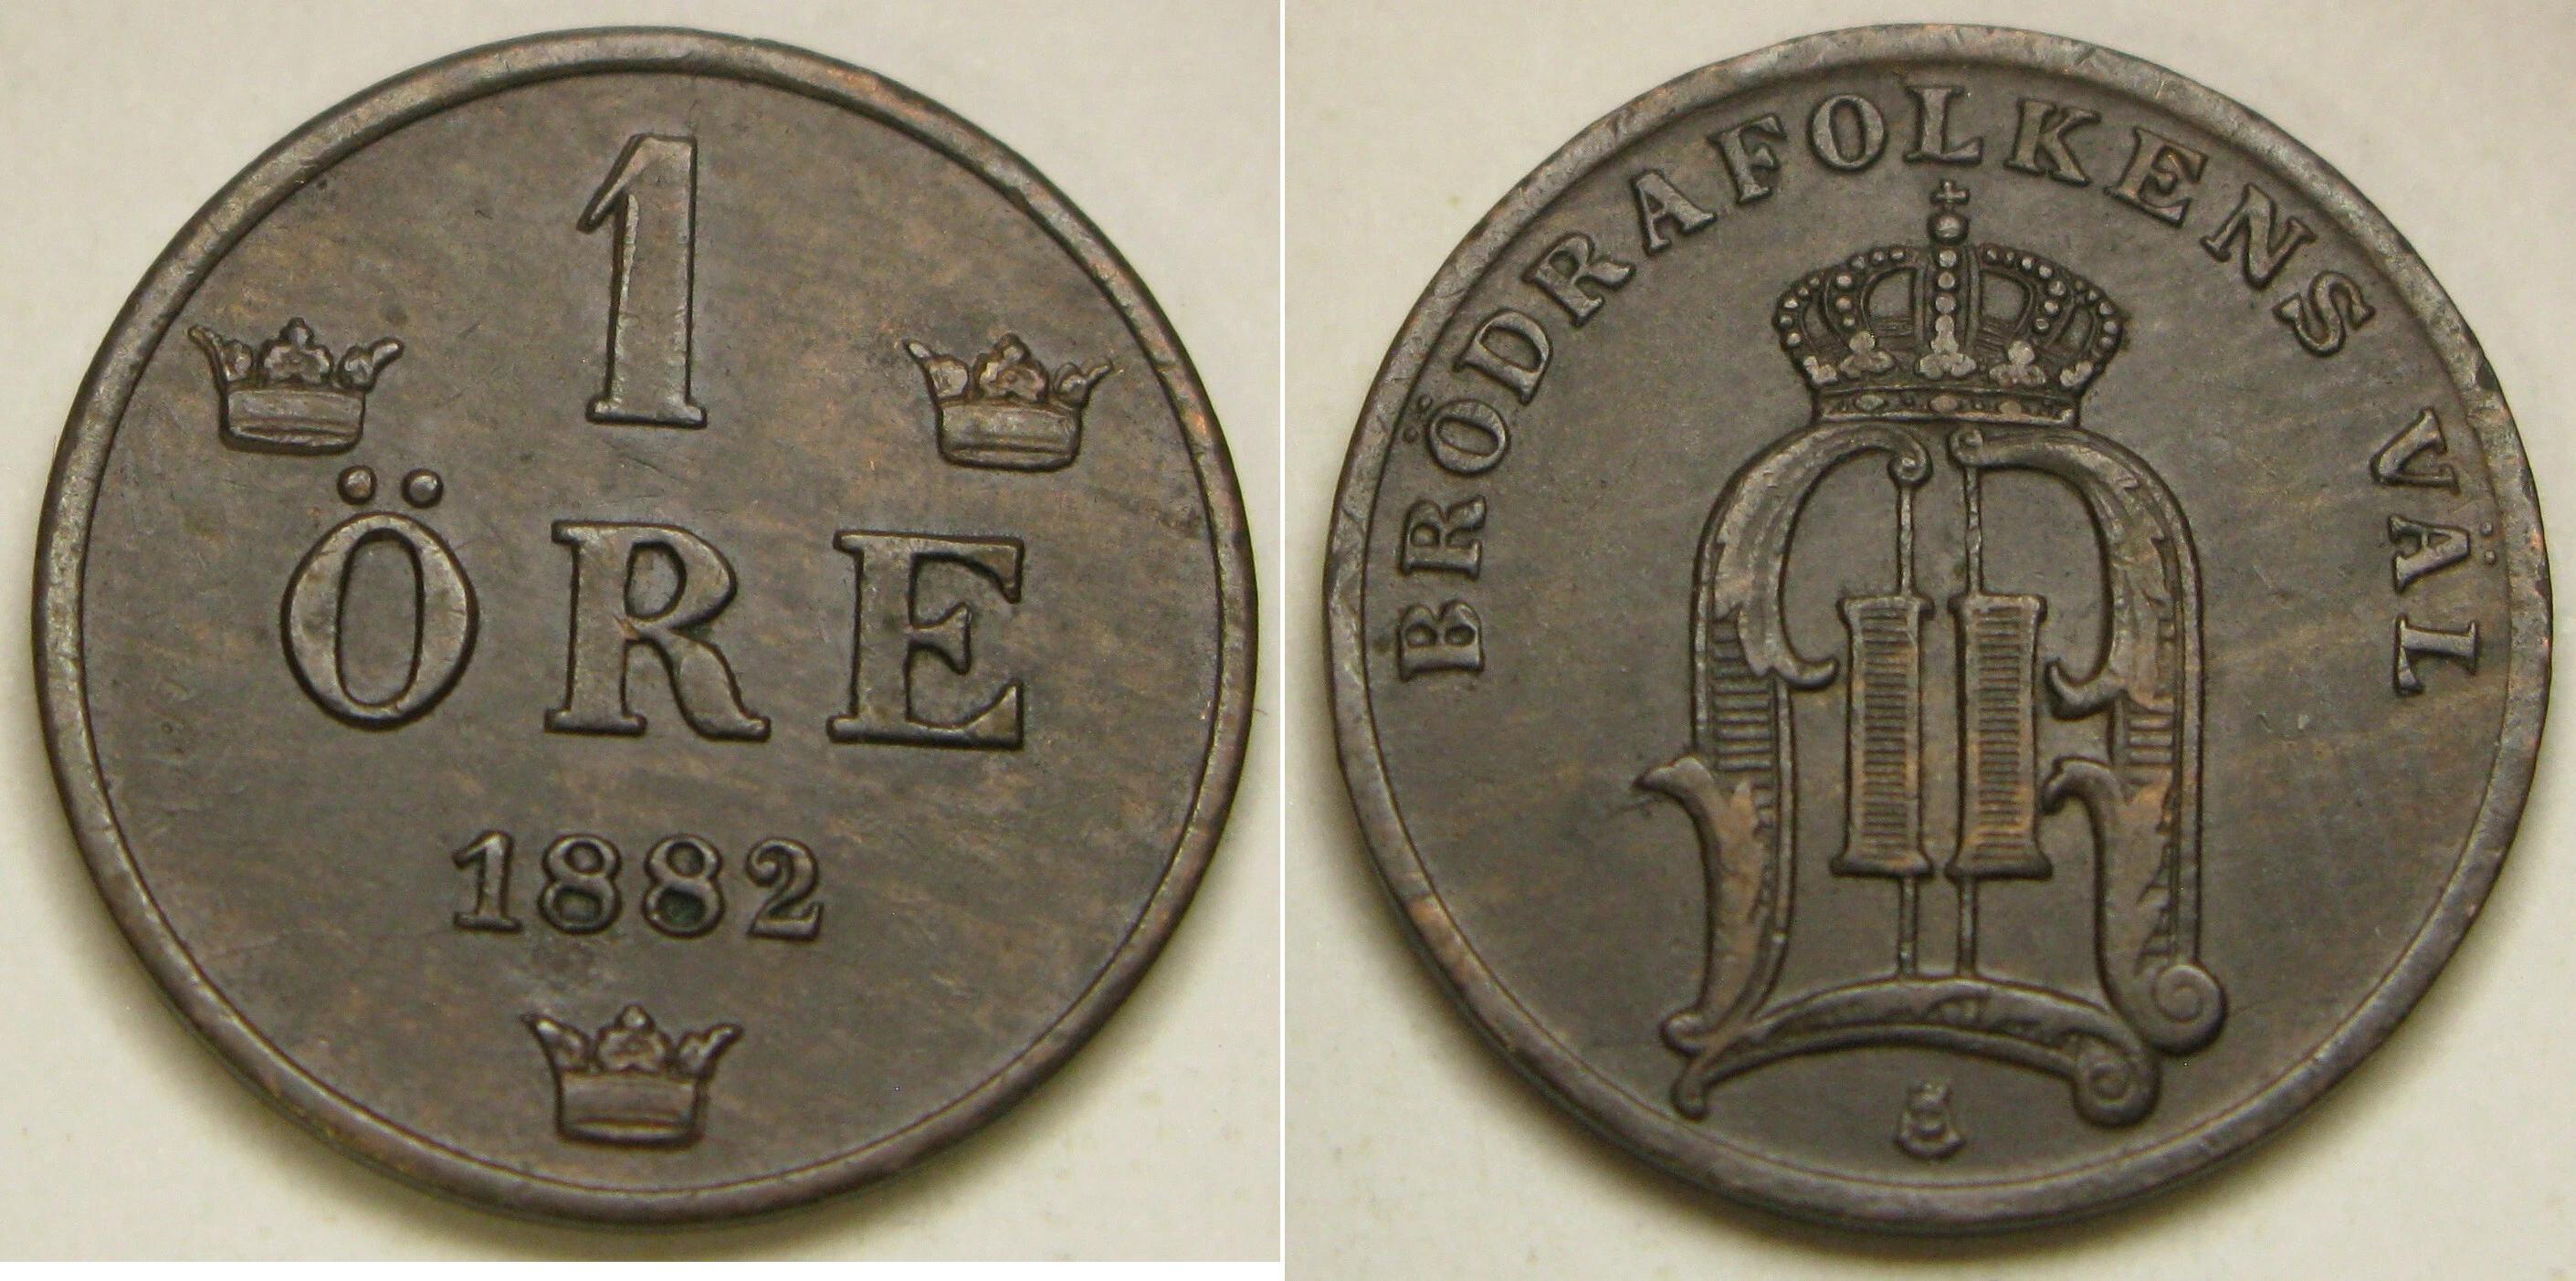 1
ÖRE
1882
BRÖDRAFOLKENS VÄL